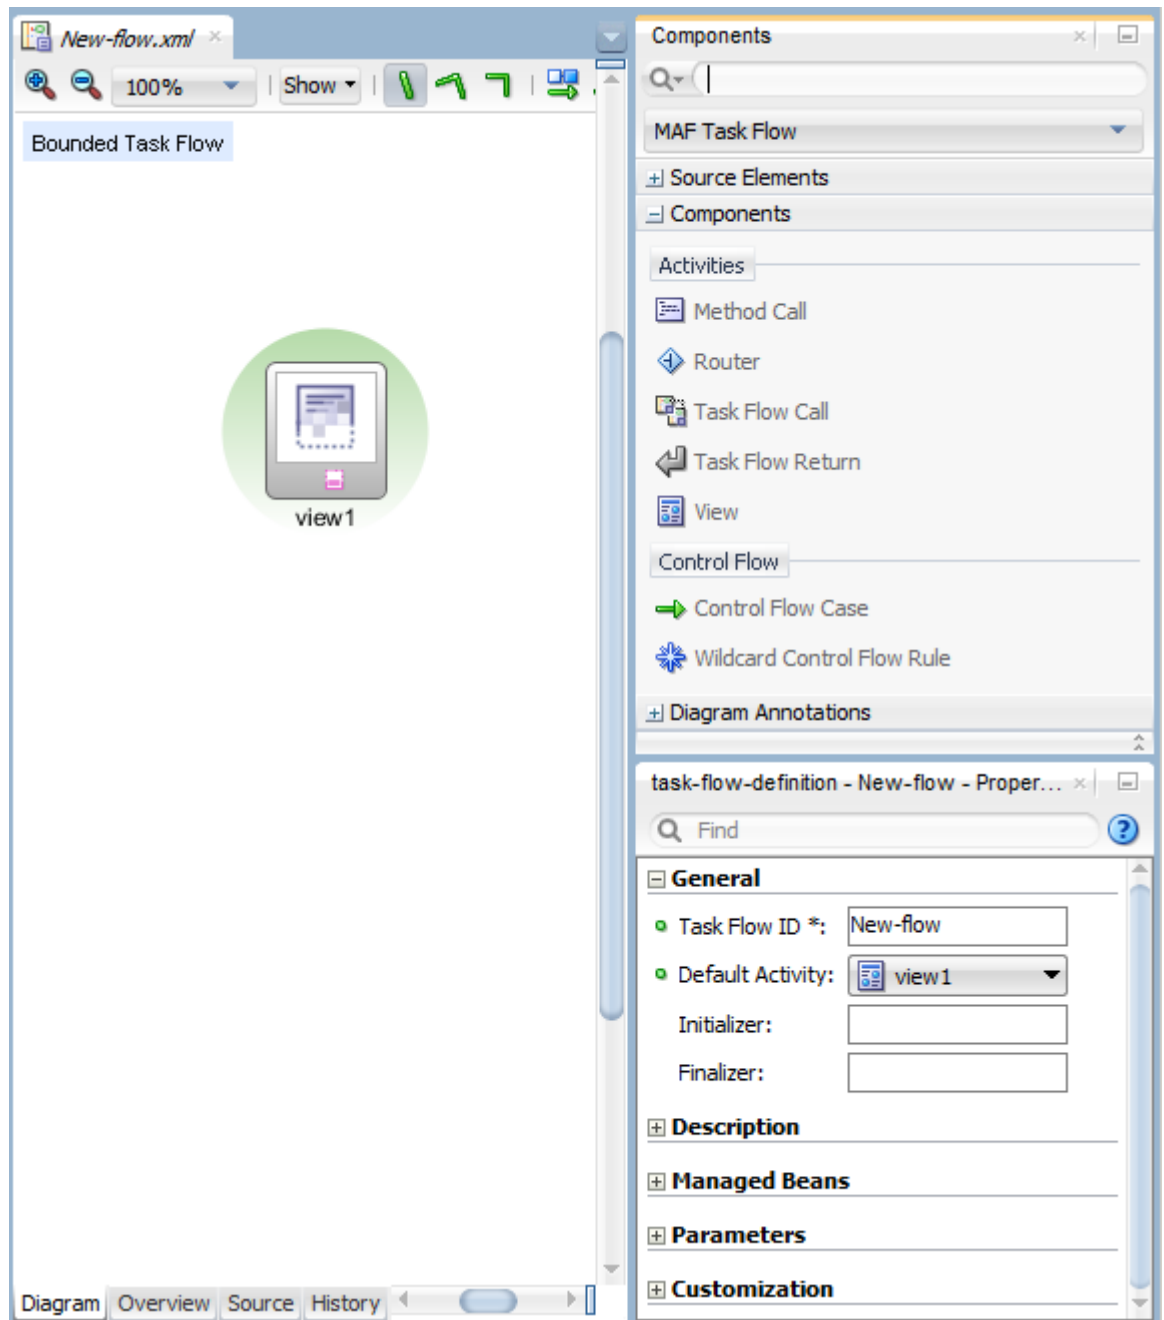 New-flow.xml
100%
Show
Bounded Task Flow
view1
Diagram Overview Source History
Components
MAF Task Flow
Source Elements
Components
Activities
Method Call
Router
Task Flow Call
Task Flow Return
View
Control Flow
Control Flow Case
Wildcard Control Flow Rule
Diagram Annotations
task-flow-definition - New-flow - Proper...
Find
General
Task Flow ID *: New-flow
Default Activity: view1
Initializer:
Finalizer:
Description
Managed Beans
Parameters
Customization